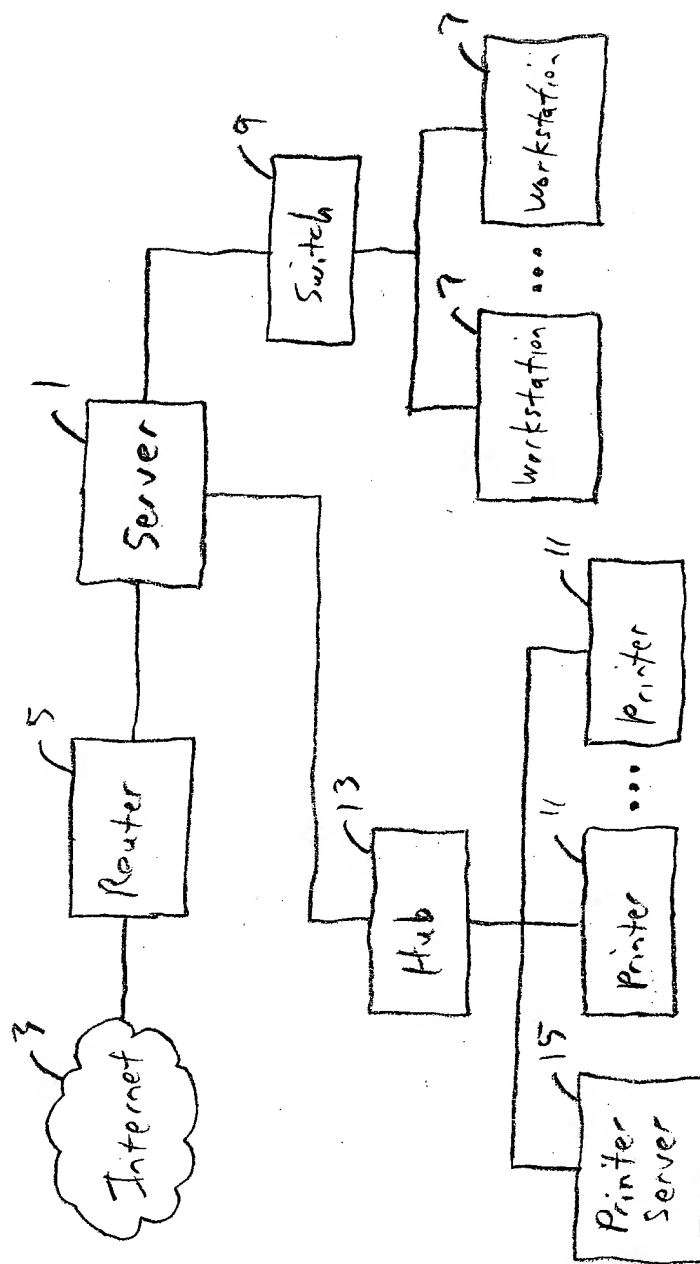 3
Internet
5
Router
1
Server
9
Switch
7
Workstation
...
7
Workstation
13
Hub
15
Printer
Server
11
Printer
...
11
Printer